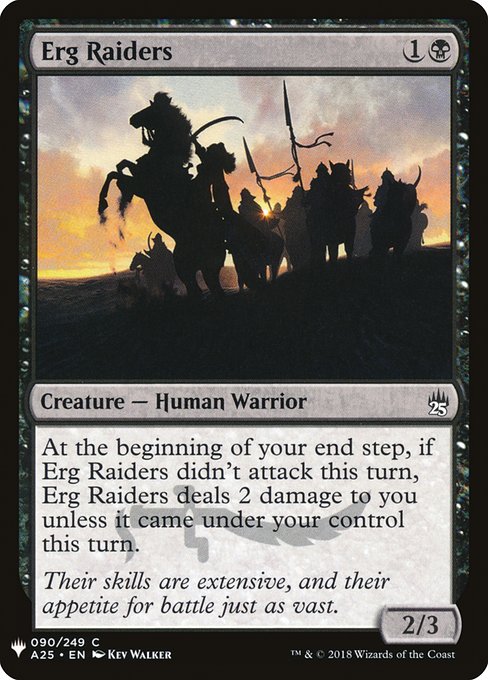 Erg Raiders 1
Creature — Human Warrior
25
At the beginning of your end step, if
Erg Raiders didn't attack this turn,
Erg Raiders deals 2 damage to you
unless it came under your control
this turn.
Their skills are extensive, and their
appetite for battle just as vast.
2/3
090/249 C
A25 • EN Kev Walker
™ & © 2018 Wizards of the Coast